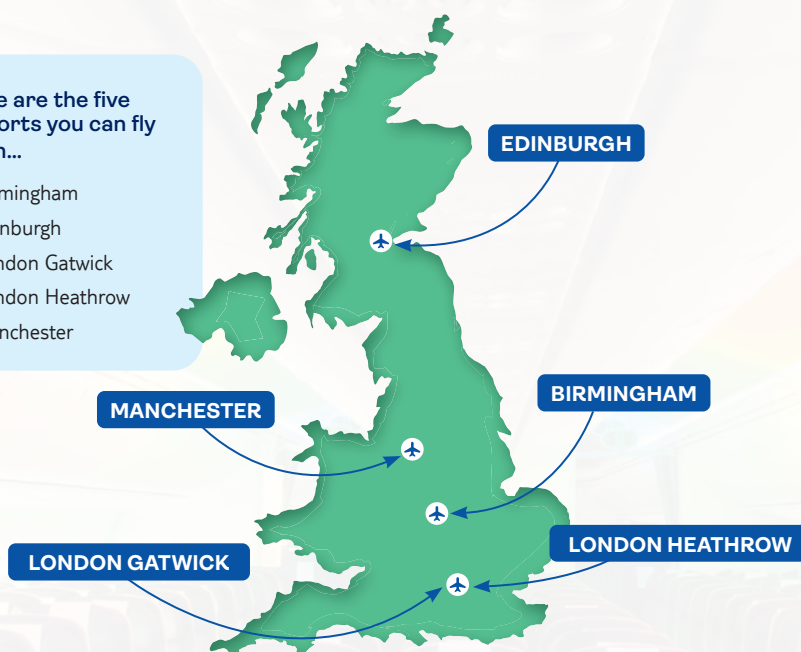 e are the five
orts you can fly
n...
mingham
nburgh
ndon Gatwick
ndon Heathrow
nchester
EDINBURGH
BIRMINGHAM
MANCHESTER
LONDON HEATHROW
LONDON GATWICK